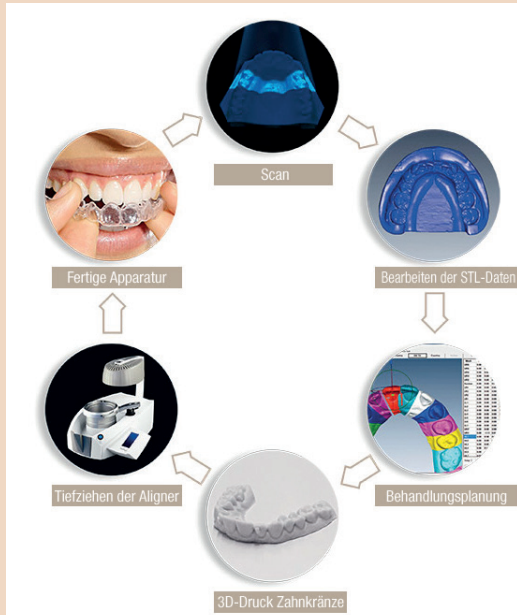 Scan
Bearbeiten der STL-Daten
Behandlungsplanung
3D-Druck Zahnkränze
Tiefziehen der Aligner
Fertige Apparatur